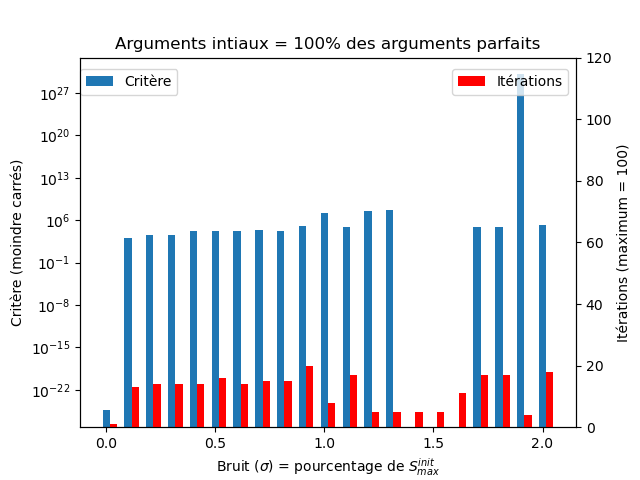 Arguments intiaux = 100% des arguments parfaits
Critère
Itérations
Critère (moindre carrés)
10^27
10^20
10^13
10^6
10^−1
10^−8
10^−15
10^−22
120
100
80
60
40
20
0
Itérations (maximum = 100)
0.0 0.5 1.0 1.5 2.0
Bruit (σ) = pourcentage de S_max^init